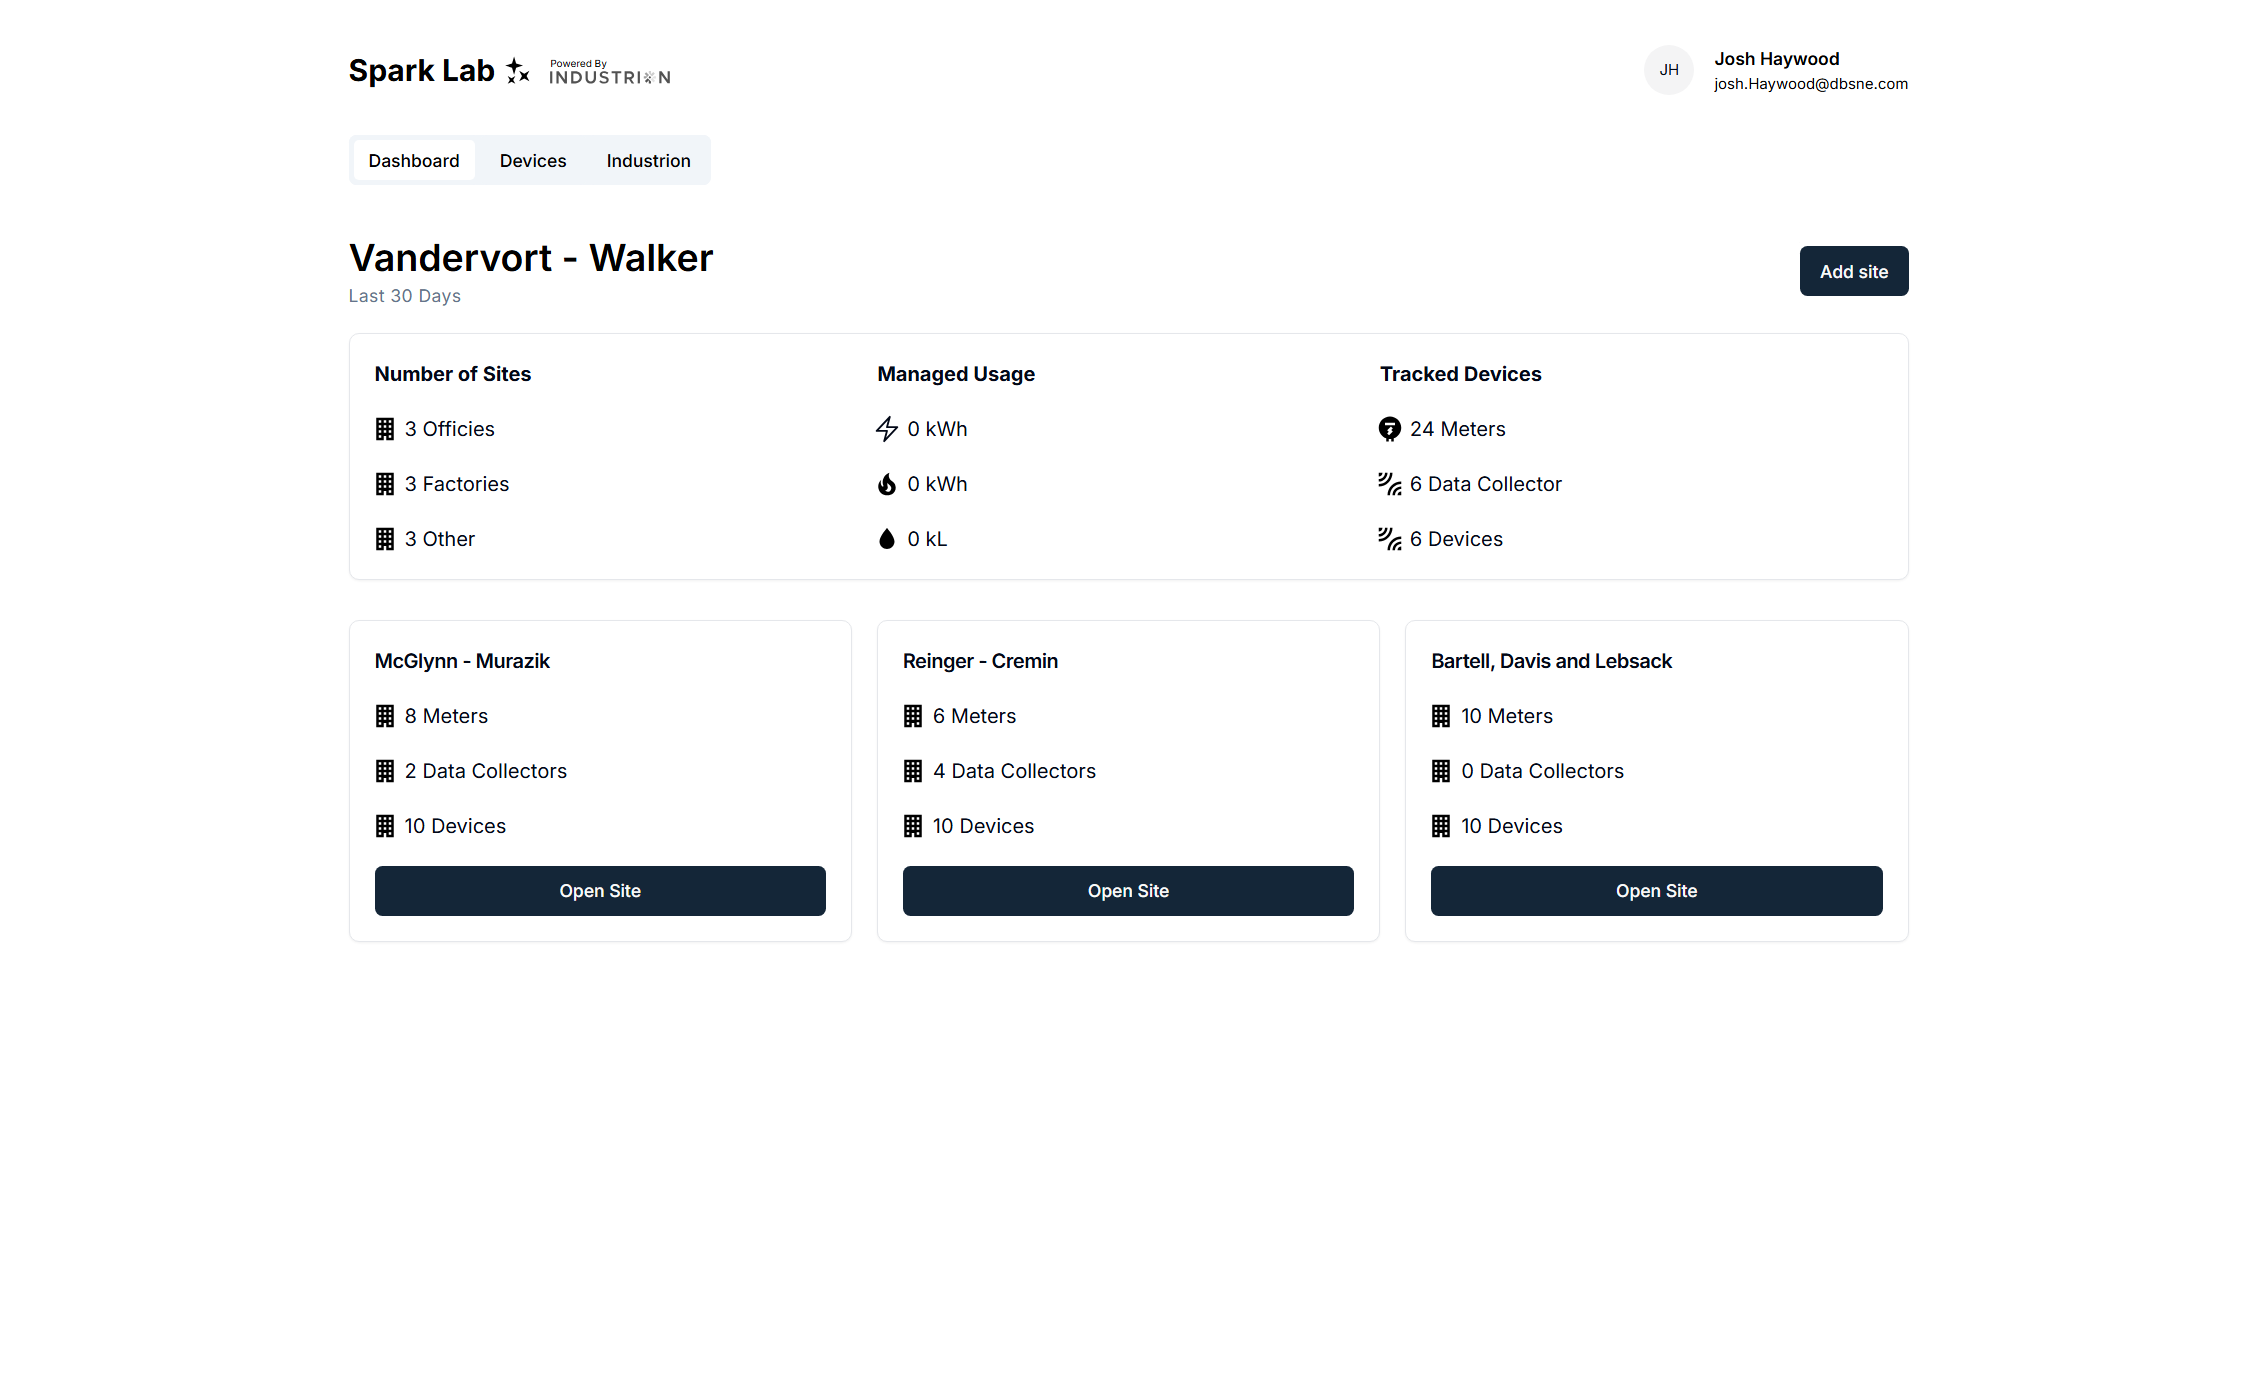 Spark Lab
Powered By
INDUSTRION
JH
Josh Haywood
josh.Haywood@dbsne.com
Dashboard
Devices
Industrion
Vandervort - Walker
Last 30 Days
Add site
Number of Sites
3 Officies
3 Factories
3 Other
Managed Usage
0 kWh
0 kWh
0 kL
Tracked Devices
24 Meters
6 Data Collector
6 Devices
McGlynn - Murazik
8 Meters
2 Data Collectors
10 Devices
Open Site
Reinger - Cremin
6 Meters
4 Data Collectors
10 Devices
Open Site
Bartell, Davis and Lebsack
10 Meters
0 Data Collectors
10 Devices
Open Site